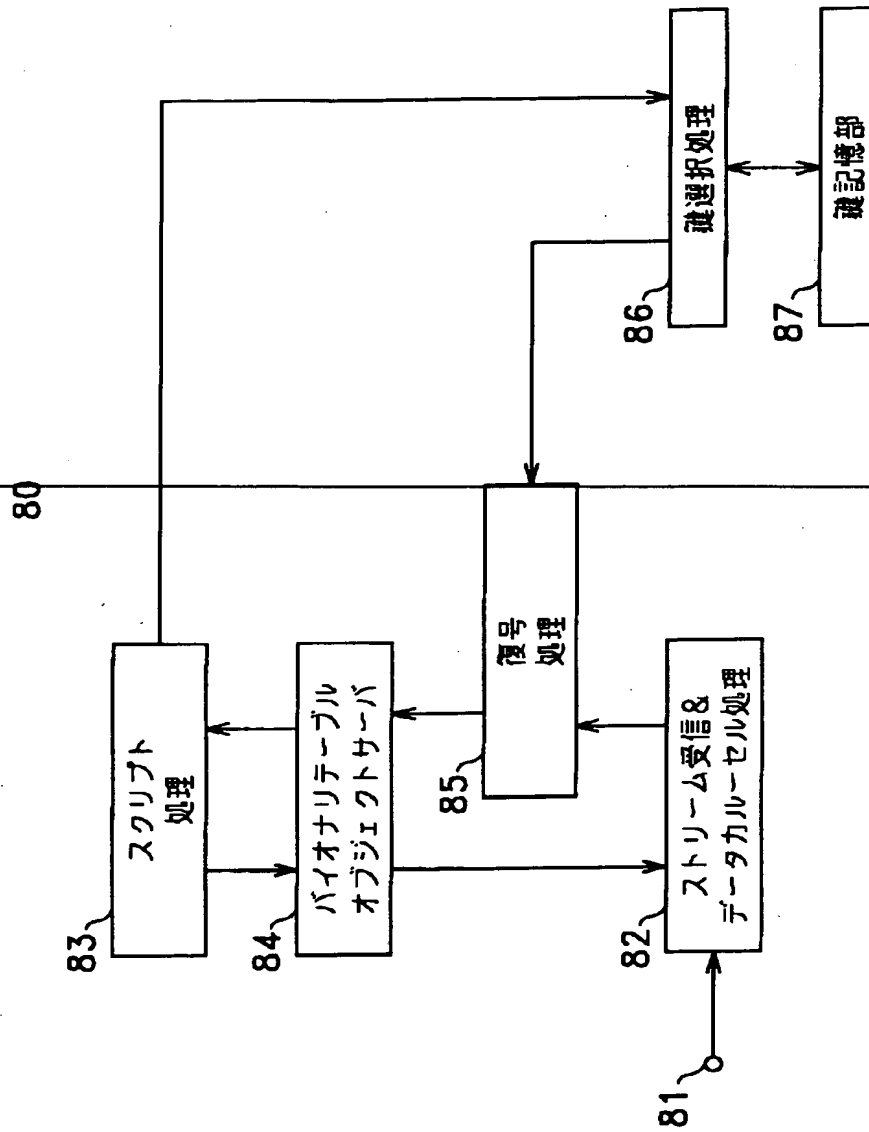 80
83
スクリプト
処理
84
バイオナリテーブル
オブジェクトサーバ
85
復号
処理
82
ストリーム受信&
データカルーセル処理
81
86
鍵選択処理
87
鍵記憶部